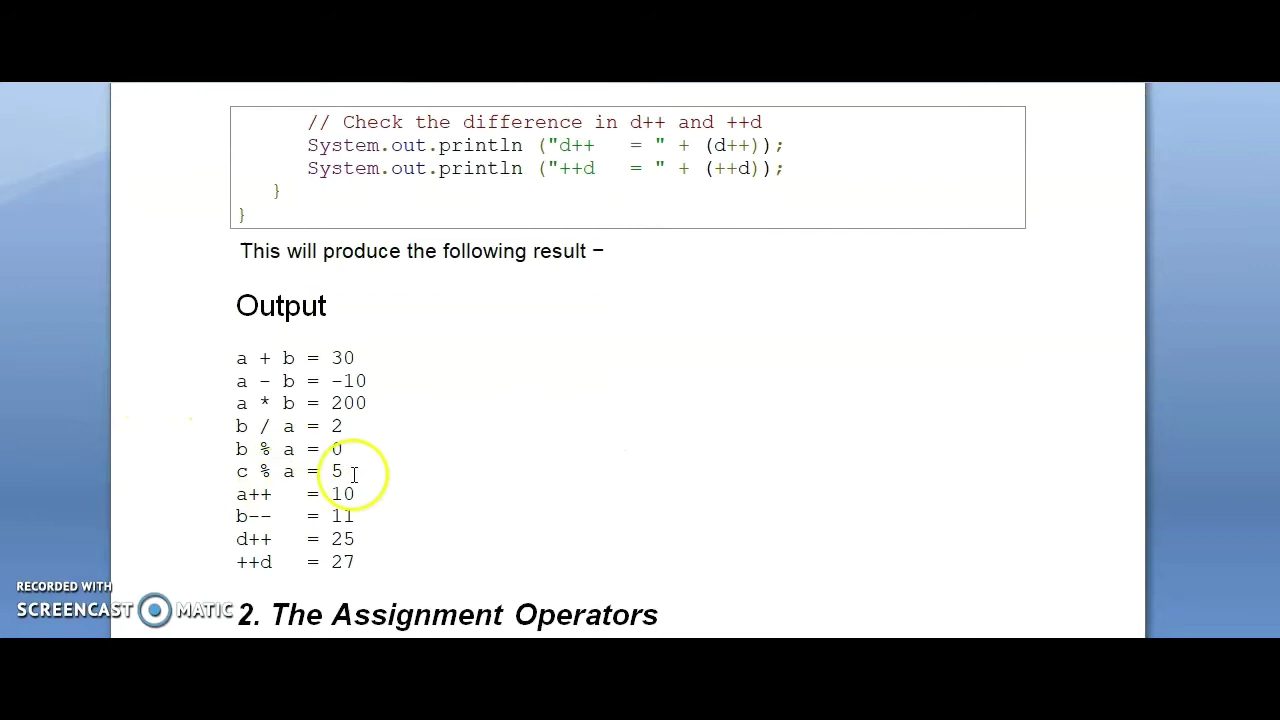 // Check the difference in d++ and ++d
System.out.println ("d++   = " + (d++));
System.out.println ("++d   = " + (++d));
}
}
This will produce the following result −
Output
a + b = 30
a - b = -10
a * b = 200
b / a = 2
b % a = 0
c % a = 5
a++   = 10
b--   = 11
d++   = 25
++d   = 27
RECORDED WITH
SCREENCAST MATIC
2. The Assignment Operators